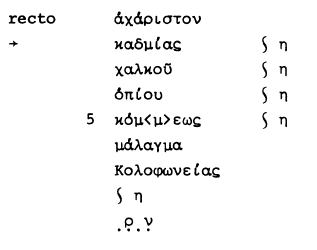 recto ἀχάριστον
→ καδμίας ʃ η
χαλκοῦ ʃ η
ὀπίου ʃ η
5 κόμ<μ>εως ʃ η
μάλαγμα
Κολοφωνείας
ʃ η
.ρ.ν